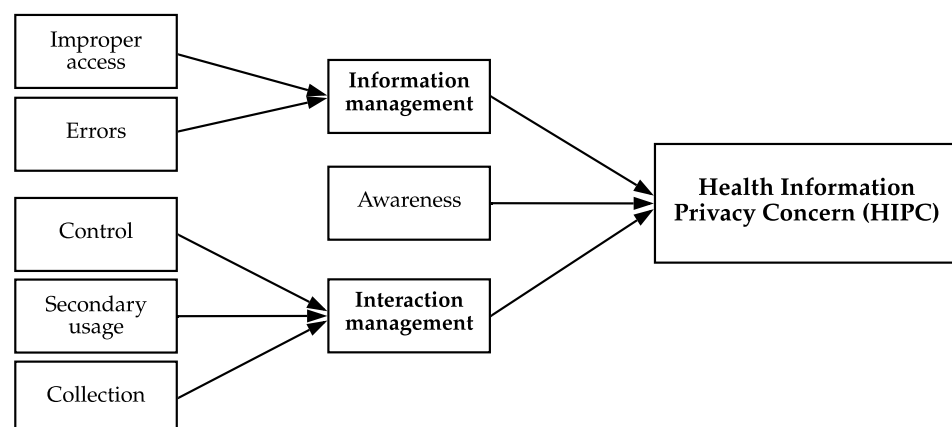 Improper
access
Errors
Control
Secondary
usage
Collection
Information
management
Awareness
Interaction
management
Health Information
Privacy Concern (HIPC)